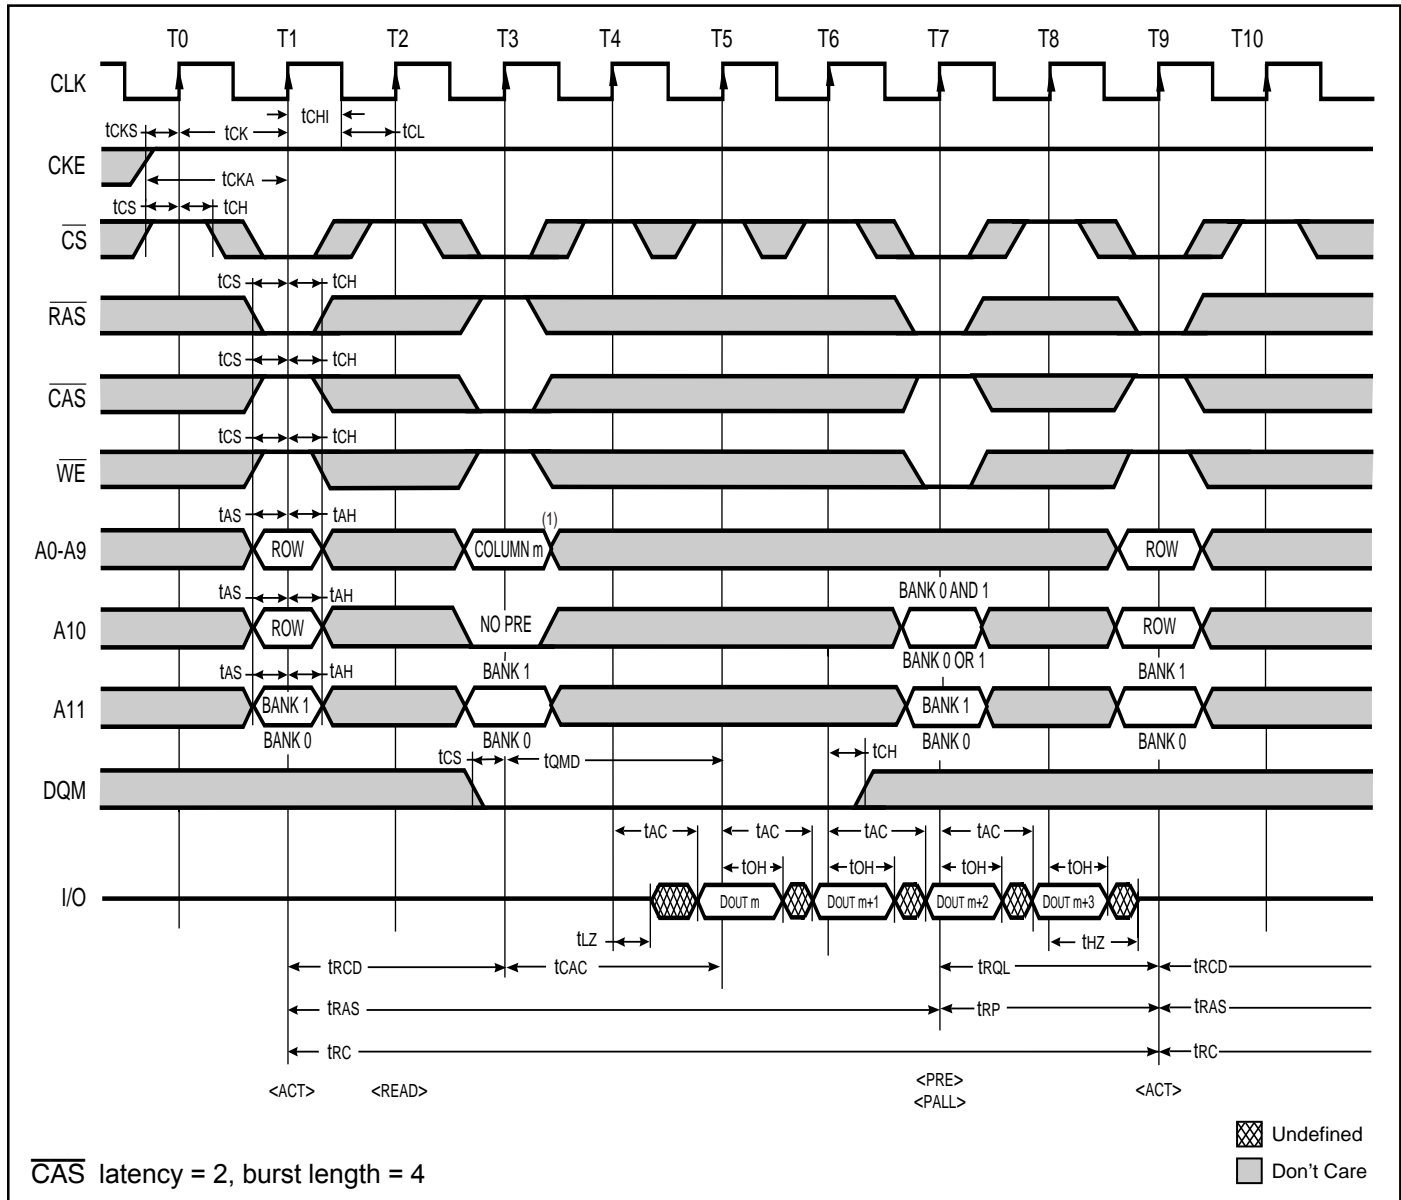 T0 T1 T2 T3 T4 T5 T6 T7 T8 T9 T10
CLK
tCHI
tCKS tCK tCL
CKE
tCKA
tCS tCH
CS
tCS tCH
RAS
tCS tCH
CAS
tCS tCH
WE
tAS tAH (1)
A0-A9 ROW COLUMN m ROW
tAS tAH BANK 0 AND 1
A10 ROW NO PRE ROW
tAS tAH BANK 1 BANK 0 OR 1 BANK 1
A11 BANK 1 BANK 1
BANK 0 BANK 0 BANK 0 BANK 0
tCS tQMD tCH
DQM
tAC tAC tAC tAC
tOH tOH tOH tOH
I/O DOUT m DOUT m+1 DOUT m+2 DOUT m+3
tLZ tHZ
tRCD tCAC tRQL tRCD
tRAS tRP tRAS
tRC tRC
<ACT> <READ> <PRE> <ACT>
<PALL>
Undefined
Don't Care
CAS latency = 2, burst length = 4